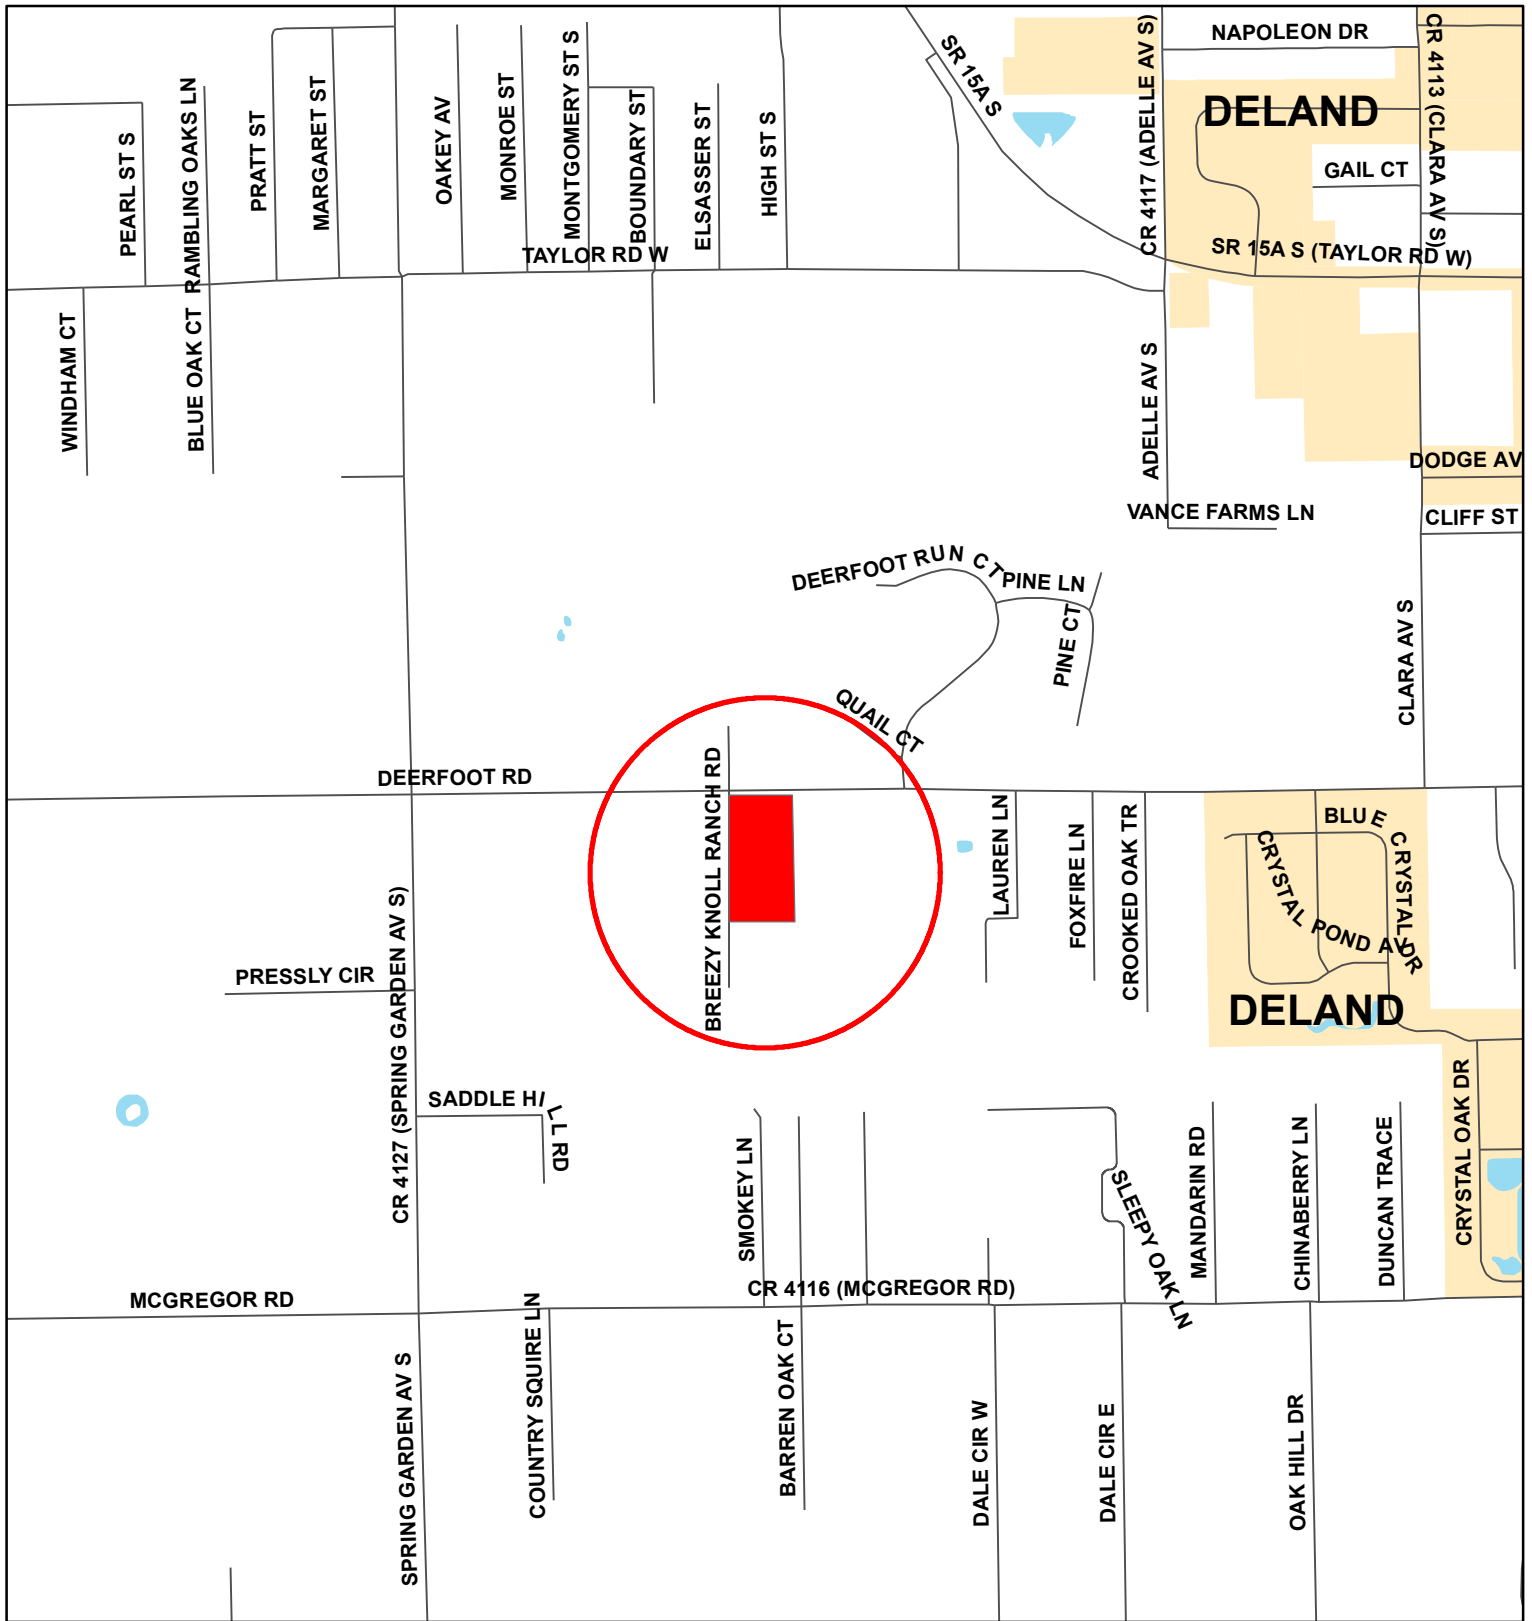 NAPOLEON DR
SR 15A S
CR 4117 (ADELLE AV S)
CR 4113 (CLARA AV S)
DELAND
GAIL CT
PEARL ST S
RAMBLING OAKS LN
PRATT ST
MARGARET ST
OAKEY AV
MONROE ST
MONTGOMERY ST S
BOUNDARY ST
ELSASSER ST
HIGH ST S
TAYLOR RD W
SR 15A S (TAYLOR RD W)
WINDHAM CT
BLUE OAK CT
ADELLE AV S
DODGE AV
VANCE FARMS LN
CLIFF ST
DEERFOOT RUN CT
PINE LN
PINE CT
CLARA AV S
QUAIL CT
DEERFOOT RD
BREEZY KNOLL RANCH RD
LAUREN LN
FOXFIRE LN
CROOKED OAK TR
BLUE CRYSTAL DR
CRYSTAL POND AV
PRESSLY CIR
CR 4127 (SPRING GARDEN AV S)
DELAND
SADDLE HILL RD
SMOKEY LN
SLEEPY OAK LN
MANDARIN RD
CHINABERRY LN
DUNCAN TRACE
CRYSTAL OAK DR
MCGREGOR RD
CR 4116 (MCGREGOR RD)
SPRING GARDEN AV S
COUNTRY SQUIRE LN
BARREN OAK CT
DALE CIR W
DALE CIR E
OAK HILL DR